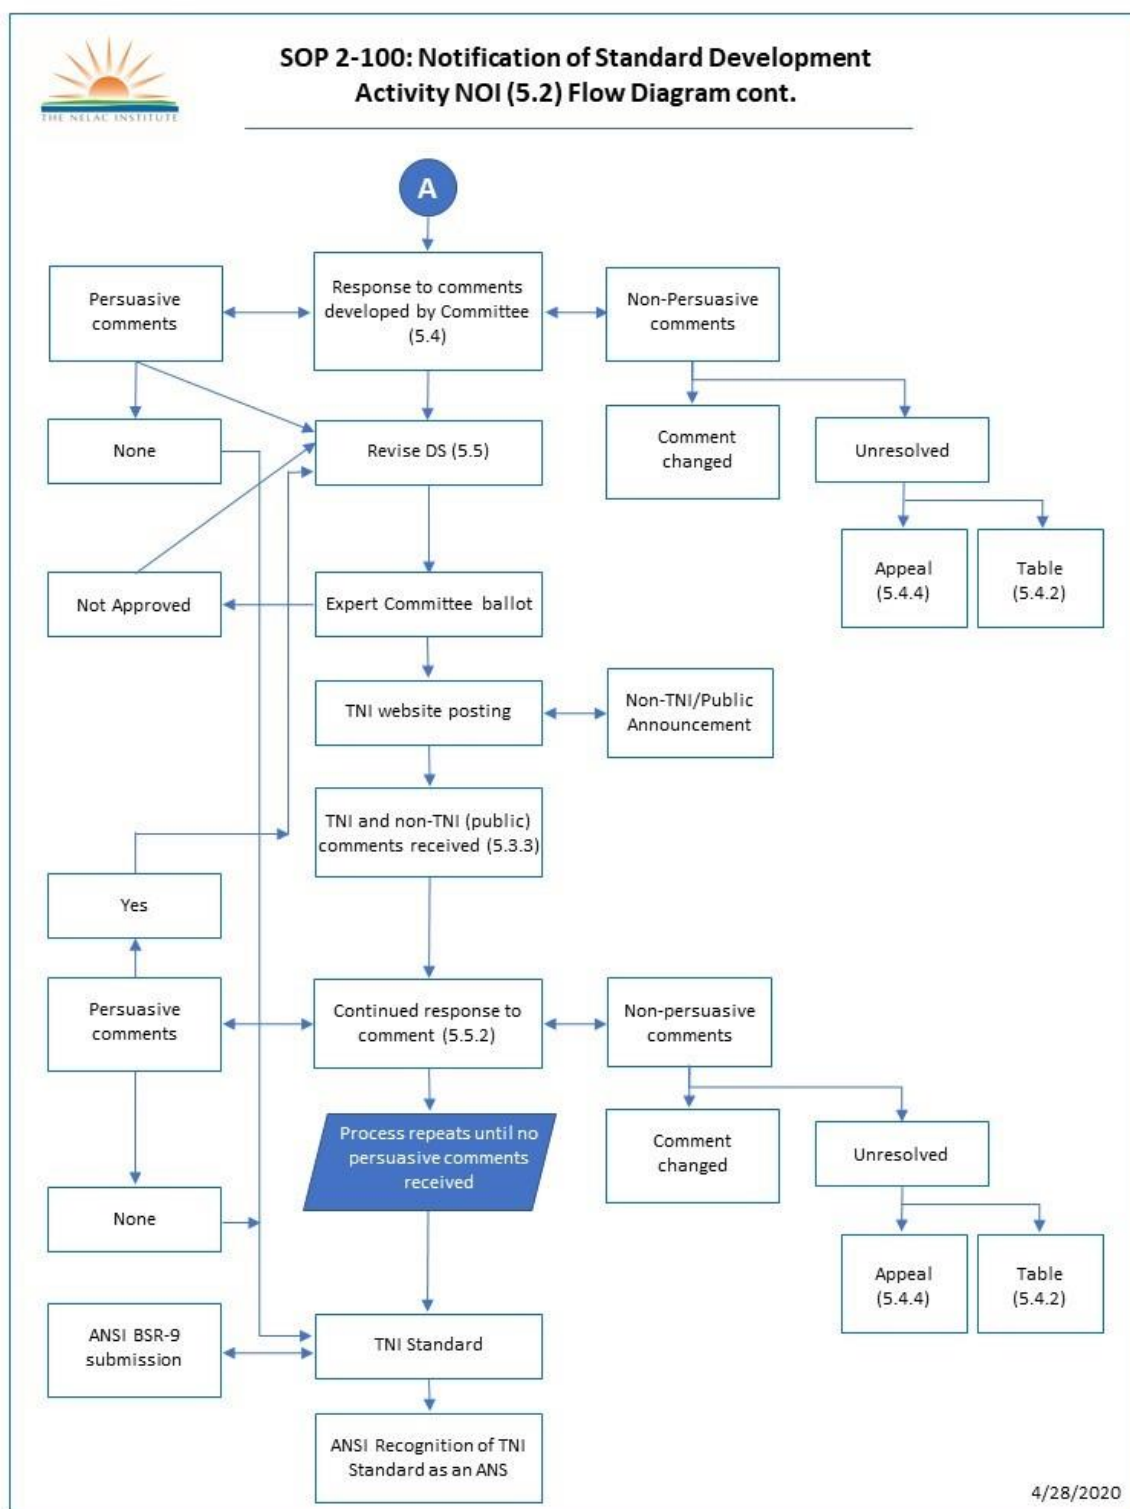 SOP 2-100: Notification of Standard Development
Activity NOI (5.2) Flow Diagram cont.
THE NELAC INSTITUTE
A
Persuasive
comments
Response to comments
developed by Committee
(5.4)
Non-Persuasive
comments
None
Revise DS (5.5)
Comment
changed
Unresolved
Appeal
(5.4.4)
Table
(5.4.2)
Not Approved
Expert Committee ballot
TNI website posting
Non-TNI/Public
Announcement
TNI and non-TNI (public)
comments received (5.3.3)
Yes
Persuasive
comments
Continued response to
comment (5.5.2)
Non-persuasive
comments
Process repeats until no
persuasive comments
received
Comment
changed
Unresolved
None
Appeal
(5.4.4)
Table
(5.4.2)
ANSI BSR-9
submission
TNI Standard
ANSI Recognition of TNI
Standard as an ANS
4/28/2020